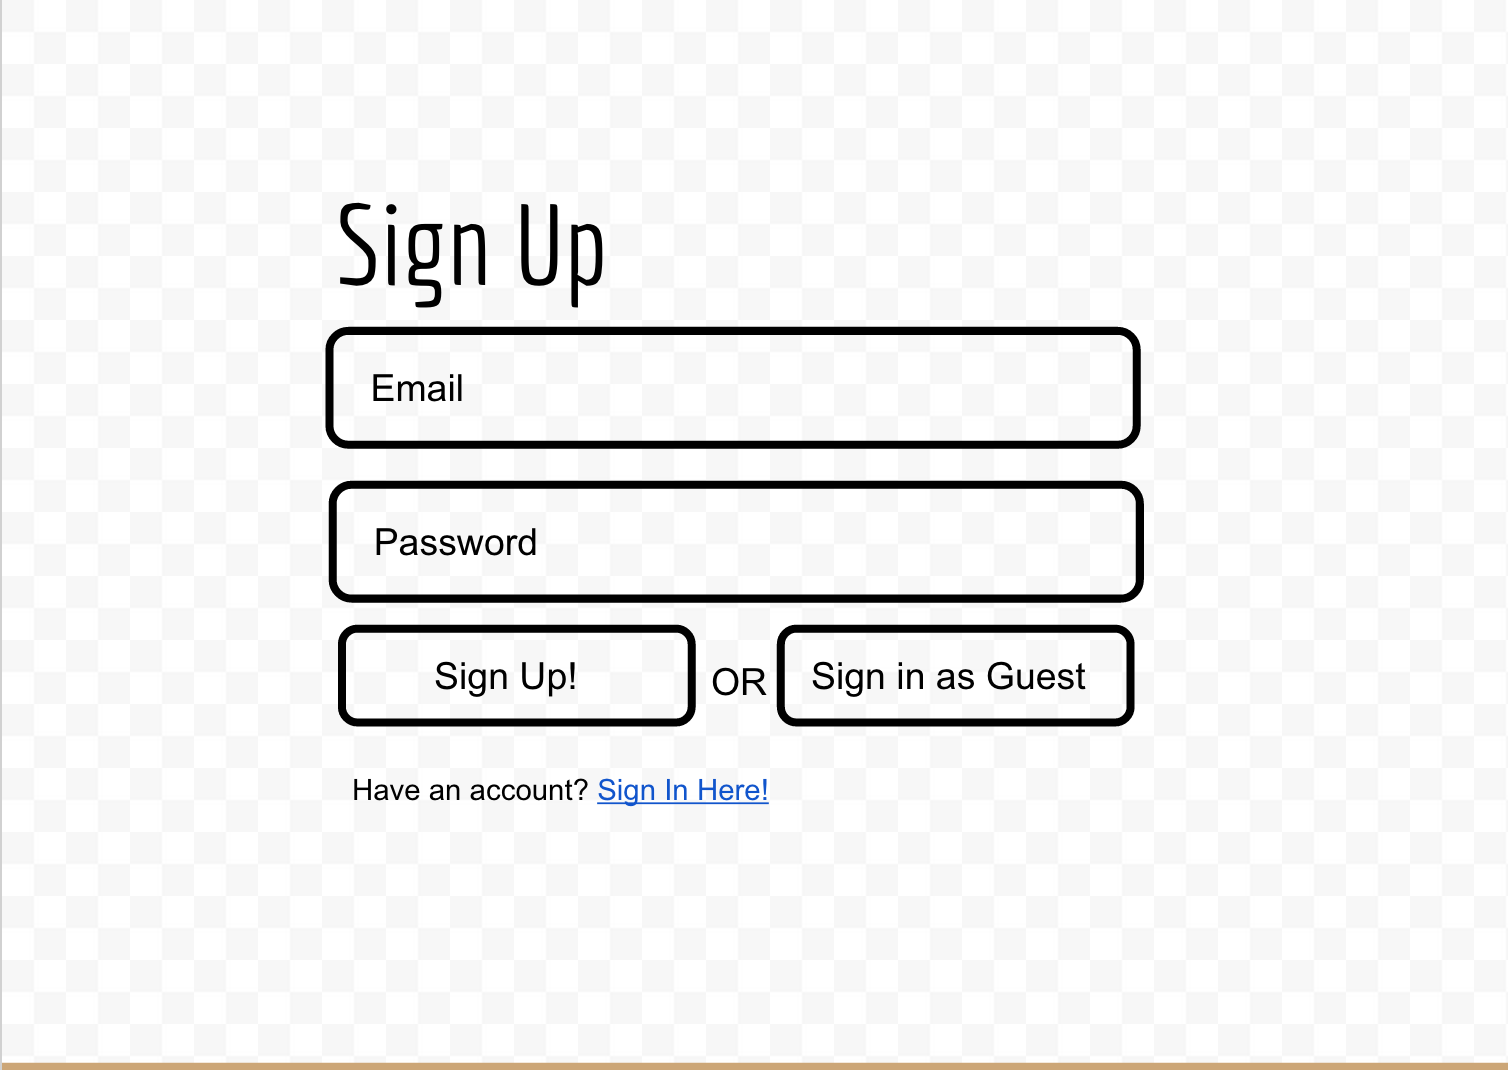 Sign Up
Email
Password
Sign Up! OR Sign in as Guest
Have an account? Sign In Here!